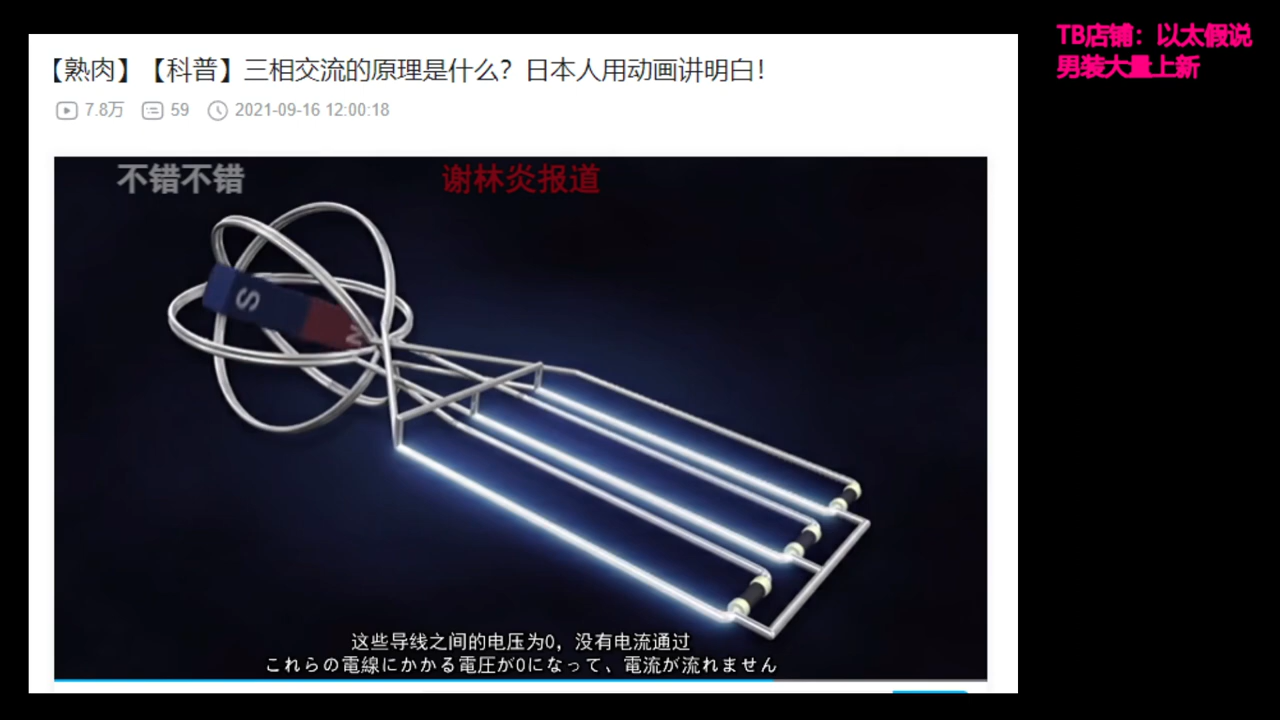 【熟肉】【科普】三相交流的原理是什么？日本人用动画讲明白！
7.8万 59 2021-09-16 12:00:18
TB店铺：以太假说
男装大量上新
不错不错 谢林炎报道
S
N
这些导线之间的电压为0，没有电流通过
これらの電線にかかる電圧が0になって、電流が流れません